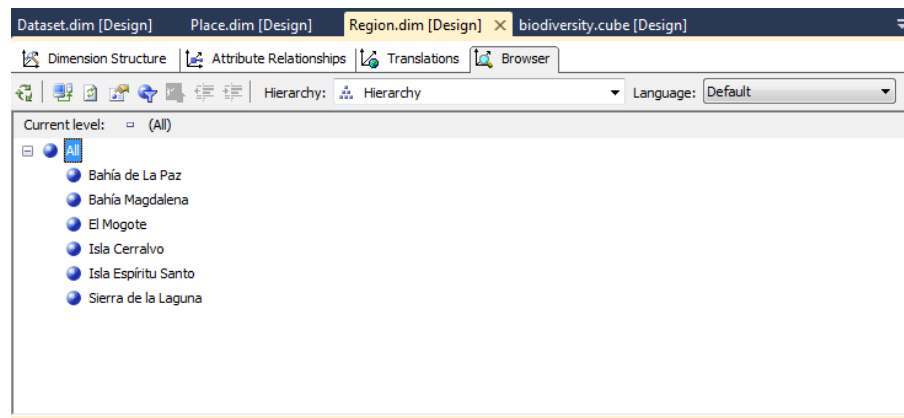 Dataset.dim [Design] Place.dim [Design] Region.dim [Design] biodiversity.cube [Design]
Dimension Structure Attribute Relationships Translations Browser
Hierarchy: Hierarchy Language: Default
Current level: (All)
All
Bahía de La Paz
Bahía Magdalena
El Mogote
Isla Cerralvo
Isla Espíritu Santo
Sierra de la Laguna